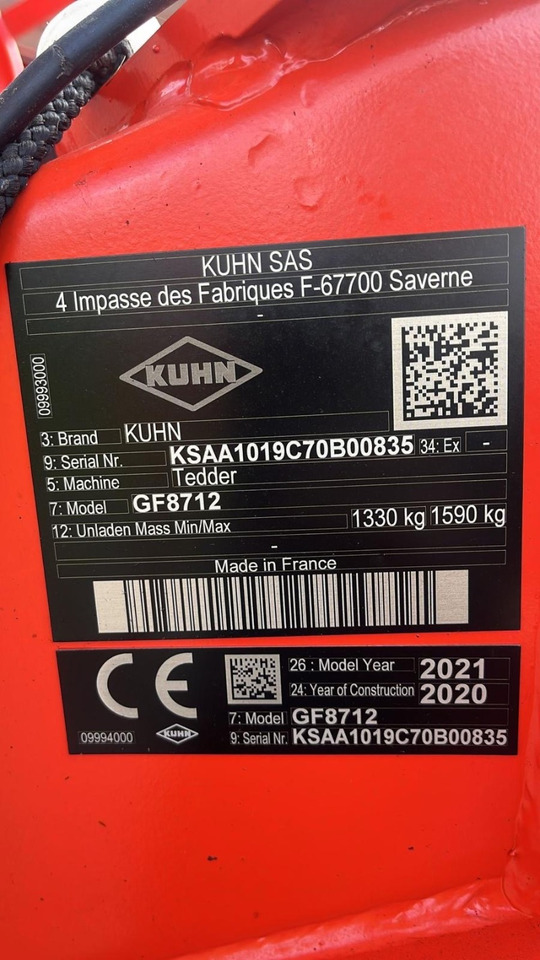 KUHN SAS
4 Impasse des Fabriques F-67700 Saverne
-
09993000
KUHN
3: Brand KUHN
9: Serial Nr. KSAA1019C70B00835 34: Ex -
5: Machine Tedder
7: Model GF8712
12: Unladen Mass Min/Max 1330 kg 1590 kg
-
Made in France
CE
26 : Model Year 2021
24: Year of Construction 2020
7: Model GF8712
09994000 KUHN 9: Serial Nr. KSAA1019C70B00835